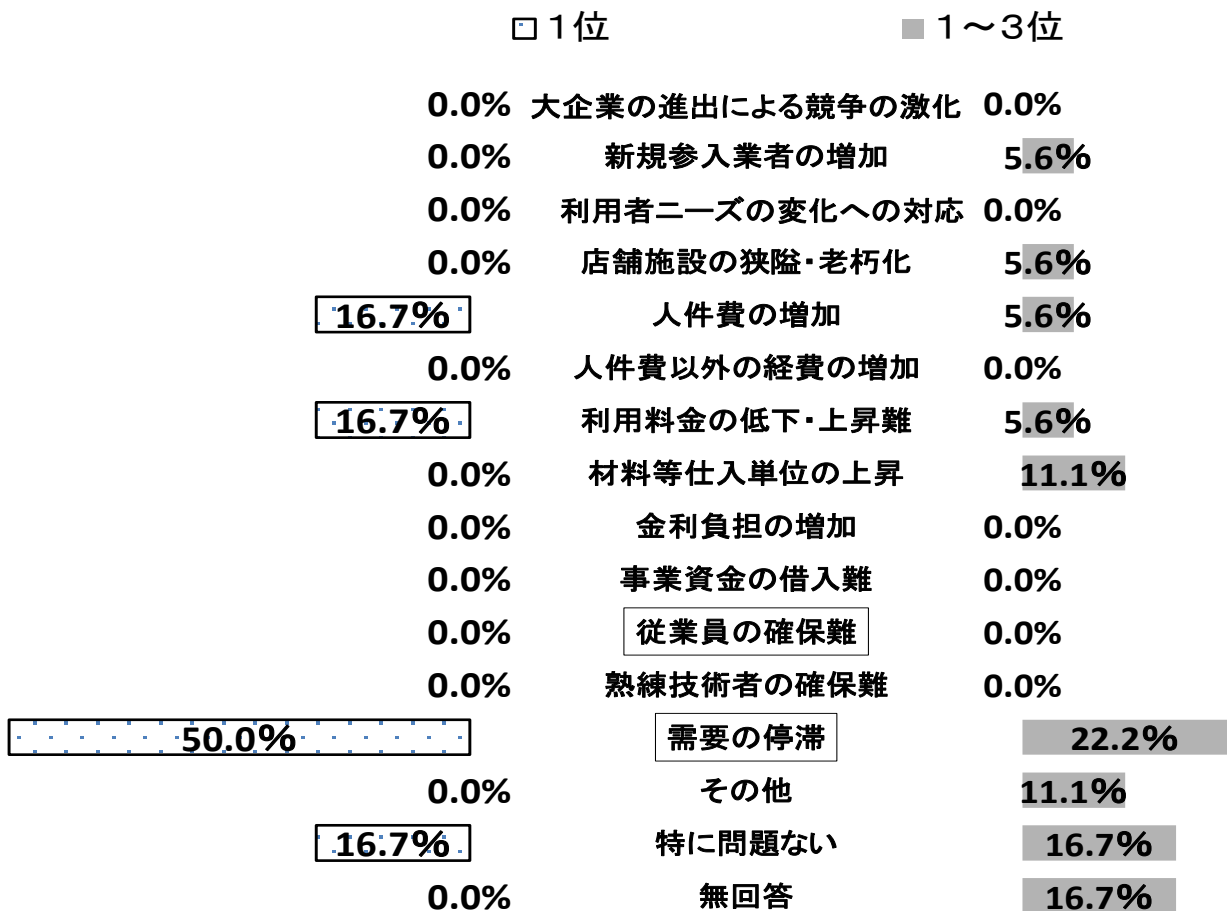 1位 1～3位
0.0% 大企業の進出による競争の激化 0.0%
0.0% 新規参入業者の増加 5.6%
0.0% 利用者ニーズの変化への対応 0.0%
0.0% 店舗施設の狭隘・老朽化 5.6%
16.7% 人件費の増加 5.6%
0.0% 人件費以外の経費の増加 0.0%
16.7% 利用料金の低下・上昇難 5.6%
0.0% 材料等仕入単位の上昇 11.1%
0.0% 金利負担の増加 0.0%
0.0% 事業資金の借入難 0.0%
0.0% 従業員の確保難 0.0%
0.0% 熟練技術者の確保難 0.0%
50.0% 需要の停滞 22.2%
0.0% その他 11.1%
16.7% 特に問題ない 16.7%
0.0% 無回答 16.7%